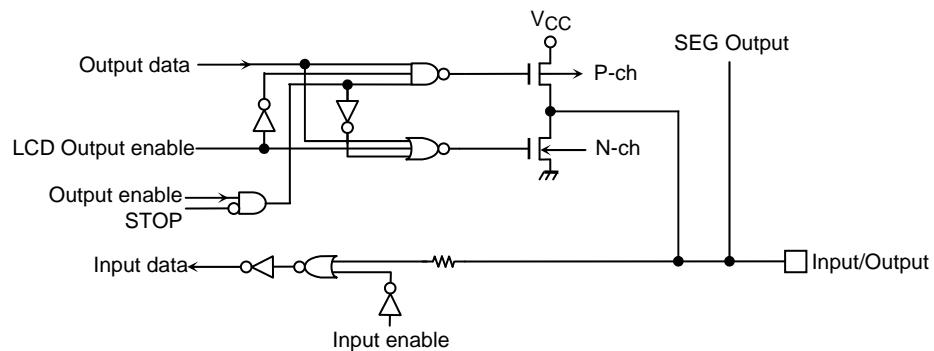 VCC
SEG Output
Output data
P-ch
LCD Output enable
N-ch
Output enable
STOP
Input data
Input/Output
Input enable